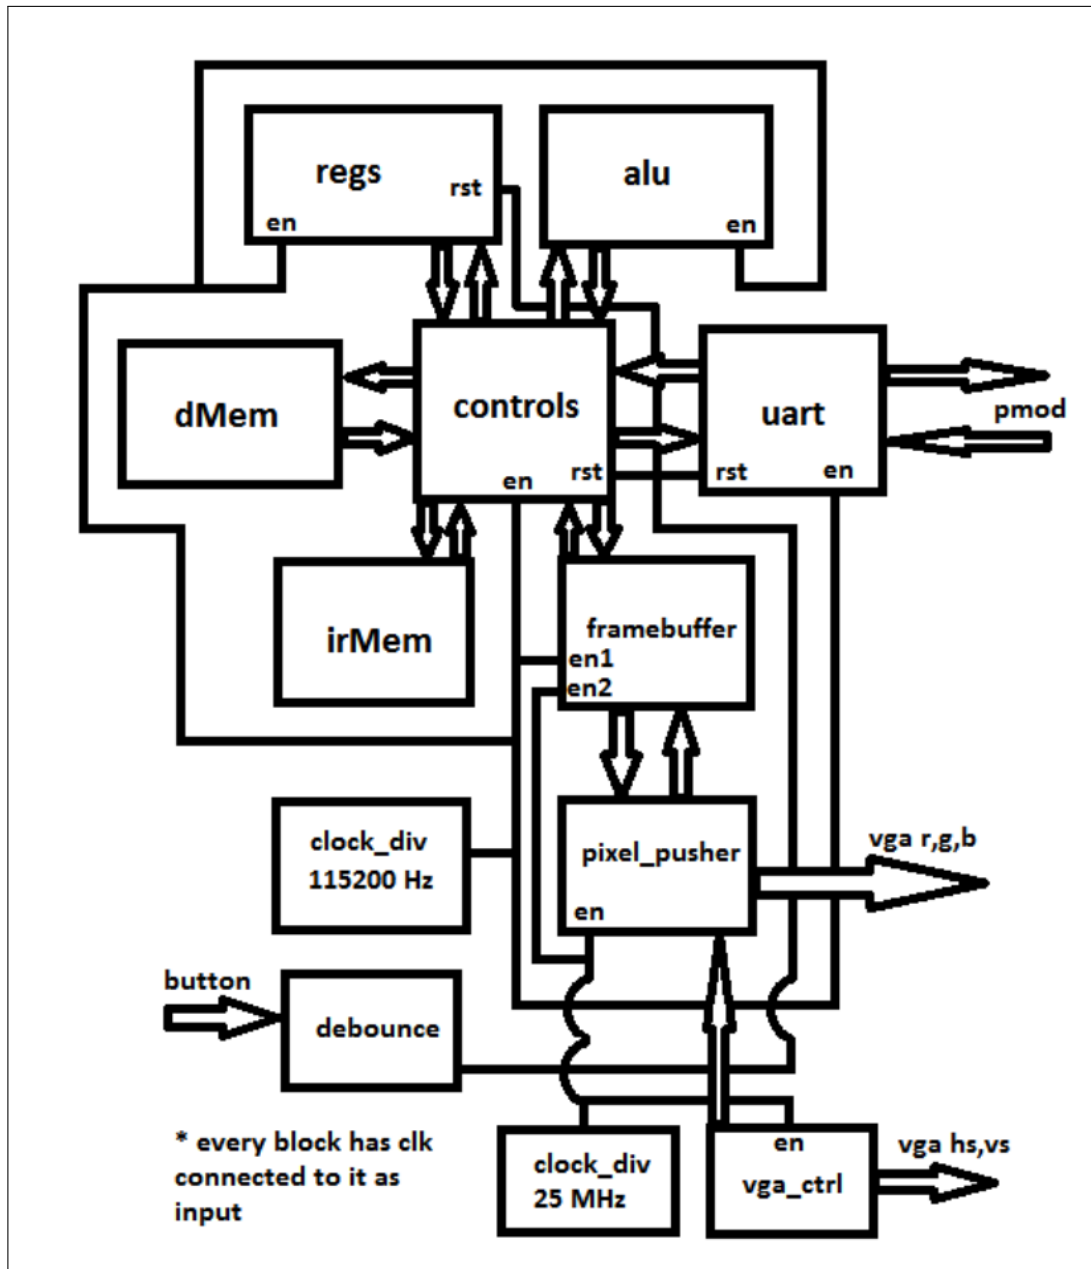 regs
rst
en
alu
en
dMem
controls
en
rst
uart
rst
en
pmod
irMem
framebuffer
en1
en2
clock_div
115200 Hz
pixel_pusher
en
vga r,g,b
button
debounce
* every block has clk
connected to it as
input
clock_div
25 MHz
en
vga_ctrl
vga hs,vs